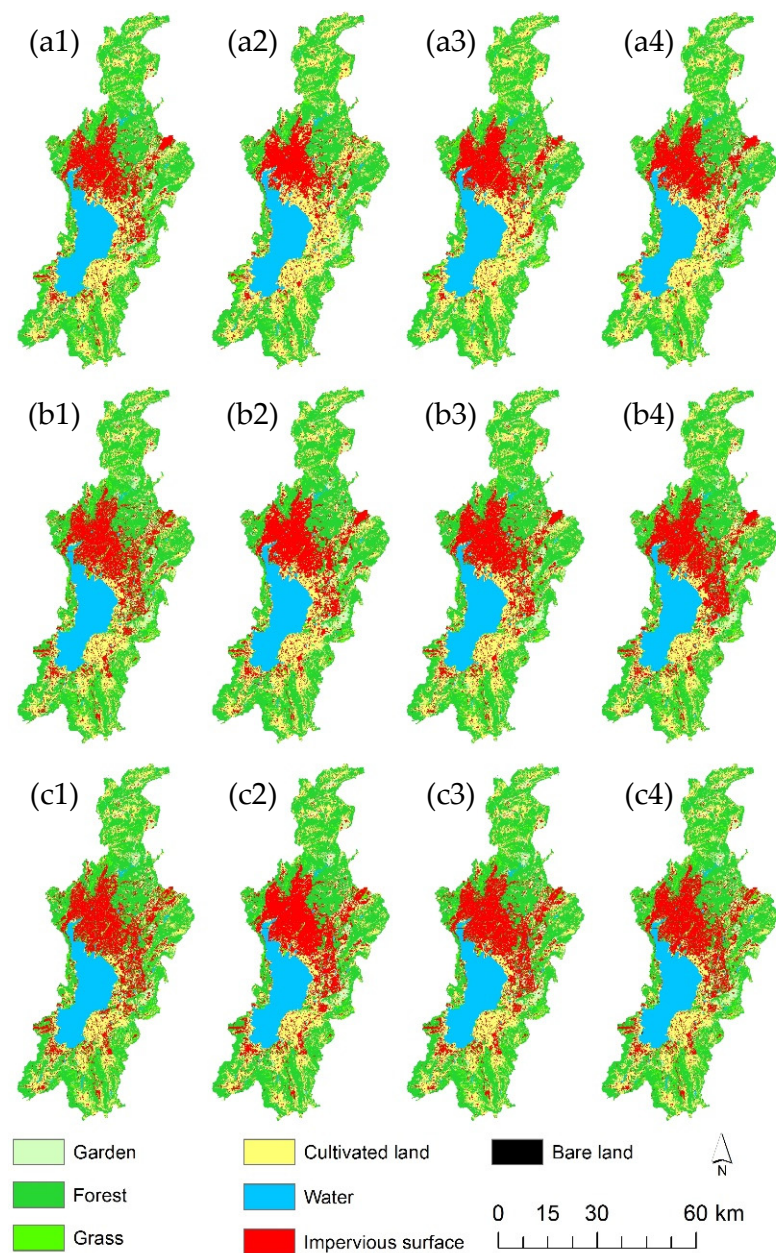 (a1) (a2) (a3) (a4)
(b1) (b2) (b3) (b4)
(c1) (c2) (c3) (c4)
Garden Cultivated land Bare land
Forest Water N
Grass Impervious surface 0 15 30 60 km